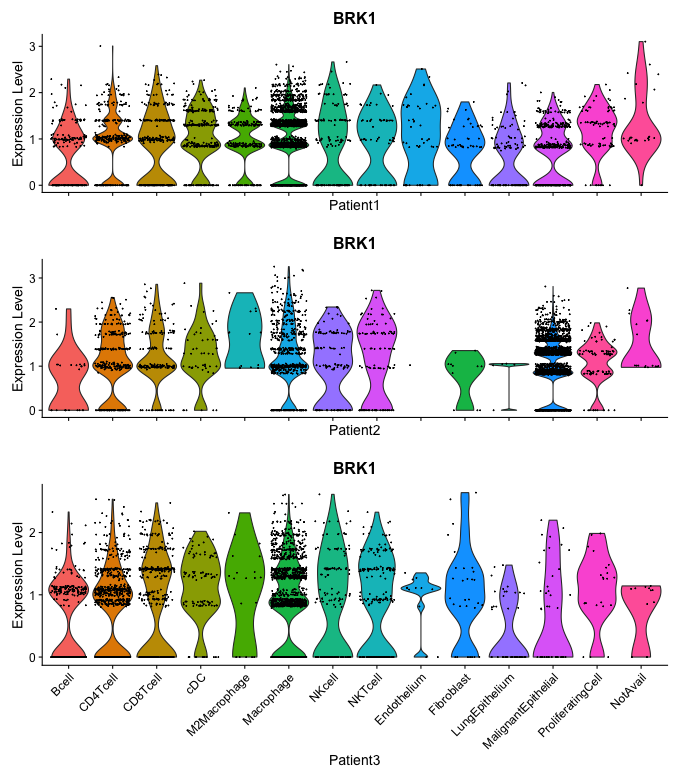 BRK1
Expression Level
3
2
1
0
Patient1
BRK1
Expression Level
3
2
1
0
Patient2
BRK1
Expression Level
2
1
0
Bcell
CD4Tcell
CD8Tcell
cDC
M2Macrophage
Macrophage
NKcell
NKTcell
Endothelium
Fibroblast
LungEpithelium
MalignantEpithelial
ProliferatingCell
NotAvail
Patient3